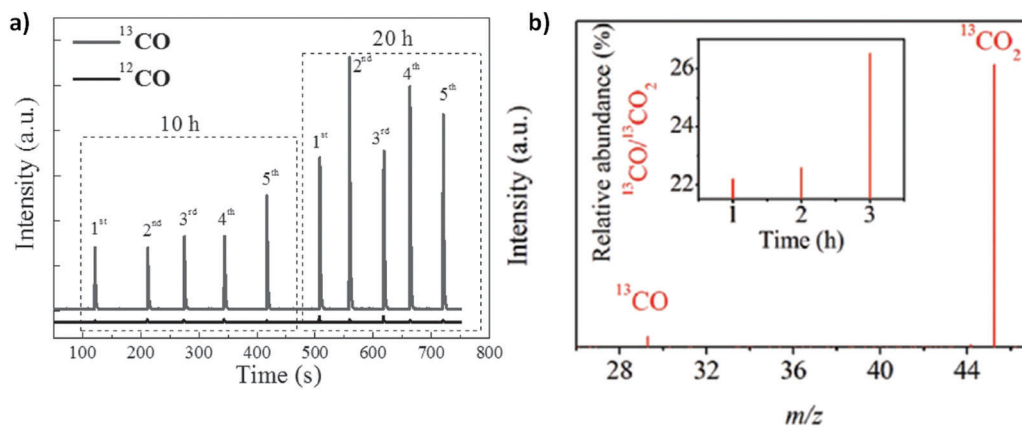 a)
¹³CO
¹²CO
20 h
10 h
1ˢᵗ
2ⁿᵈ
3ʳᵈ
4ᵗʰ
5ᵗʰ
1ˢᵗ
2ⁿᵈ
3ʳᵈ
4ᵗʰ
5ᵗʰ
Intensity (a.u.)
100 200 300 400 500 600 700 800
Time (s)
b)
¹³CO₂
Relative abundance (%)
¹³CO/¹³CO₂
26
24
22
1 2 3
Time (h)
¹³CO
Intensity (a.u.)
28 32 36 40 44
m/z